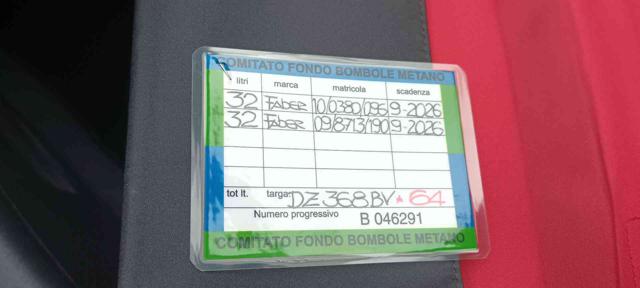 COMITATO FONDO BOMBOLE METANO
litri marca matricola scadenza
32 FABER 10/0380/095 9-2026
32 FABER 09/8713/190 9-2026
tot lt. targa: DZ368BV * 64
Numero progressivo B 046291
COMITATO FONDO BOMBOLE METANO